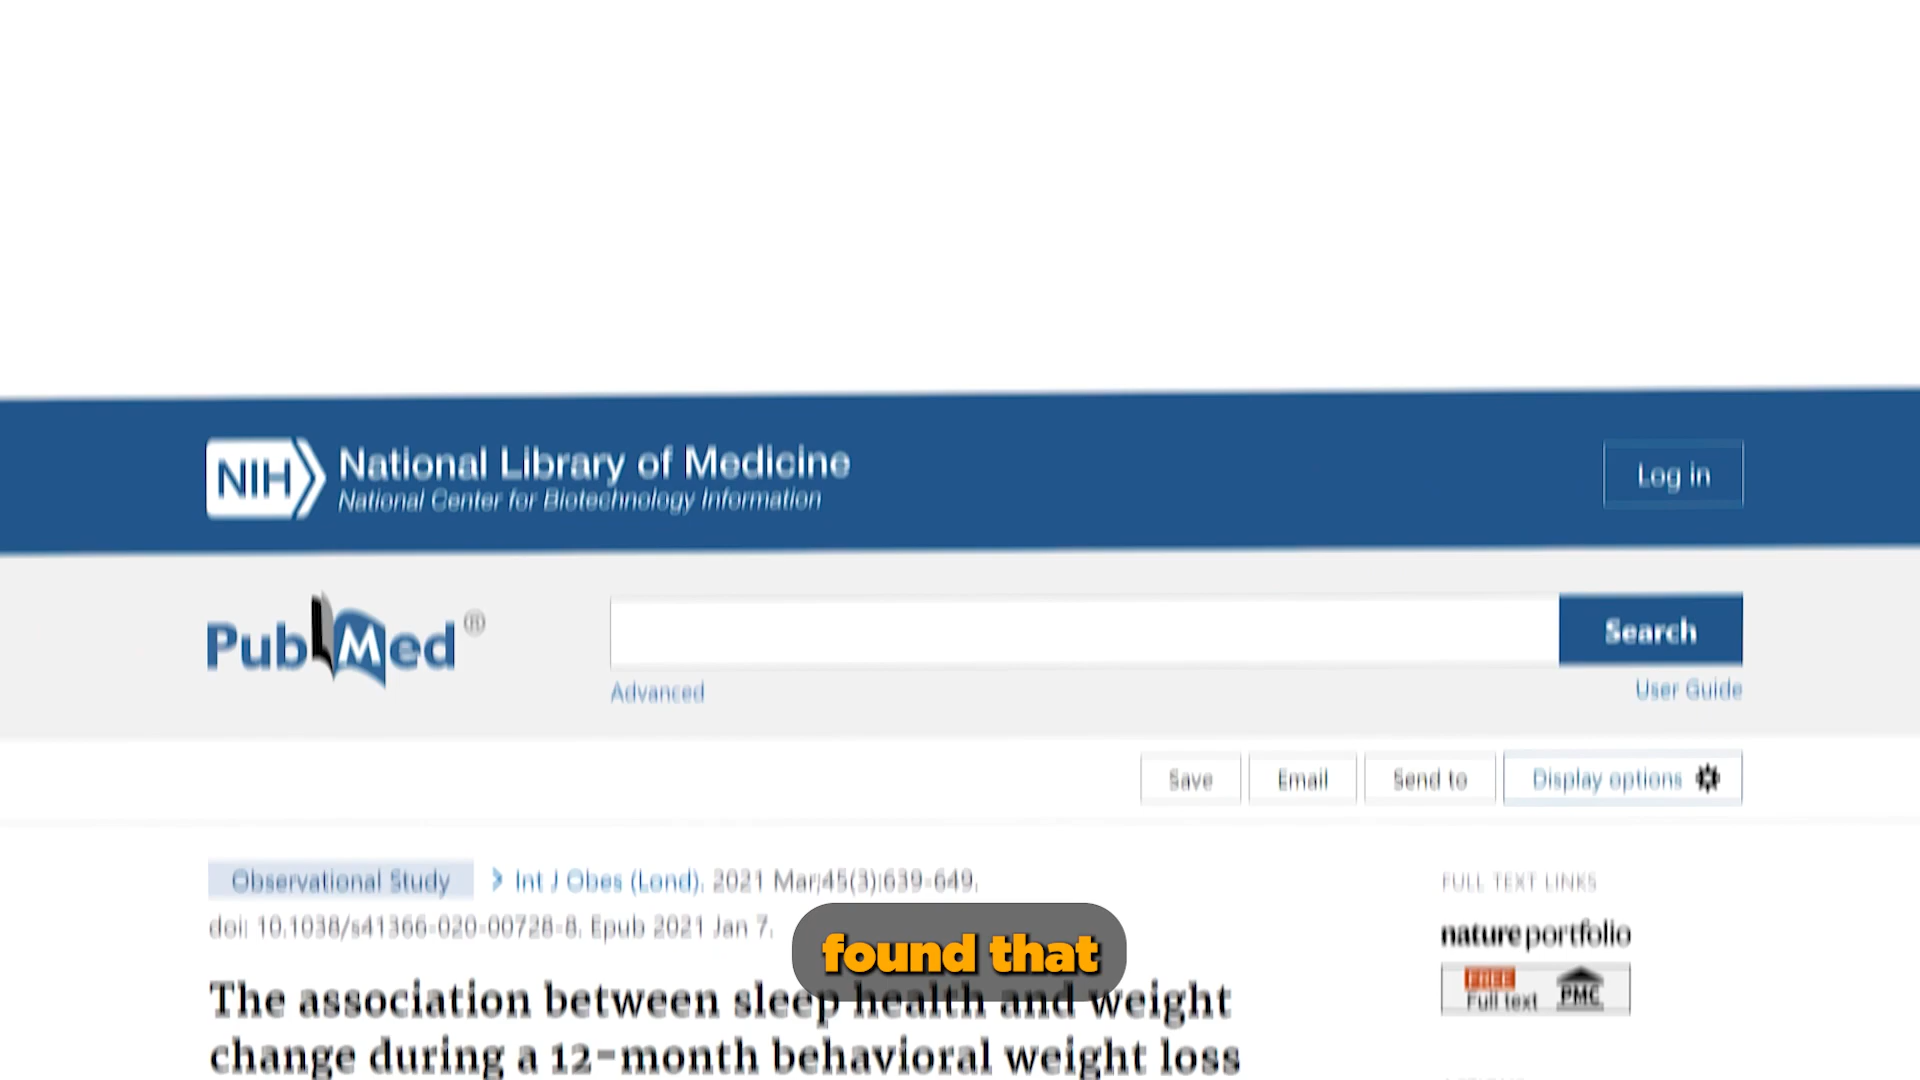 NIH National Library of Medicine
National Center for Biotechnology Information
Log in
PubMed®
Search
Advanced
User Guide
Save
Email
Send to
Display options
Observational Study
Int J Obes (Lond). 2021 Mar;45(3):639-649.
doi: 10.1038/s41366-020-00728-8. Epub 2021 Jan 7.
found that
The association between sleep health and weight
change during a 12-month behavioral weight loss
FULL TEXT LINKS
nature portfolio
FREE
Full text
PMC